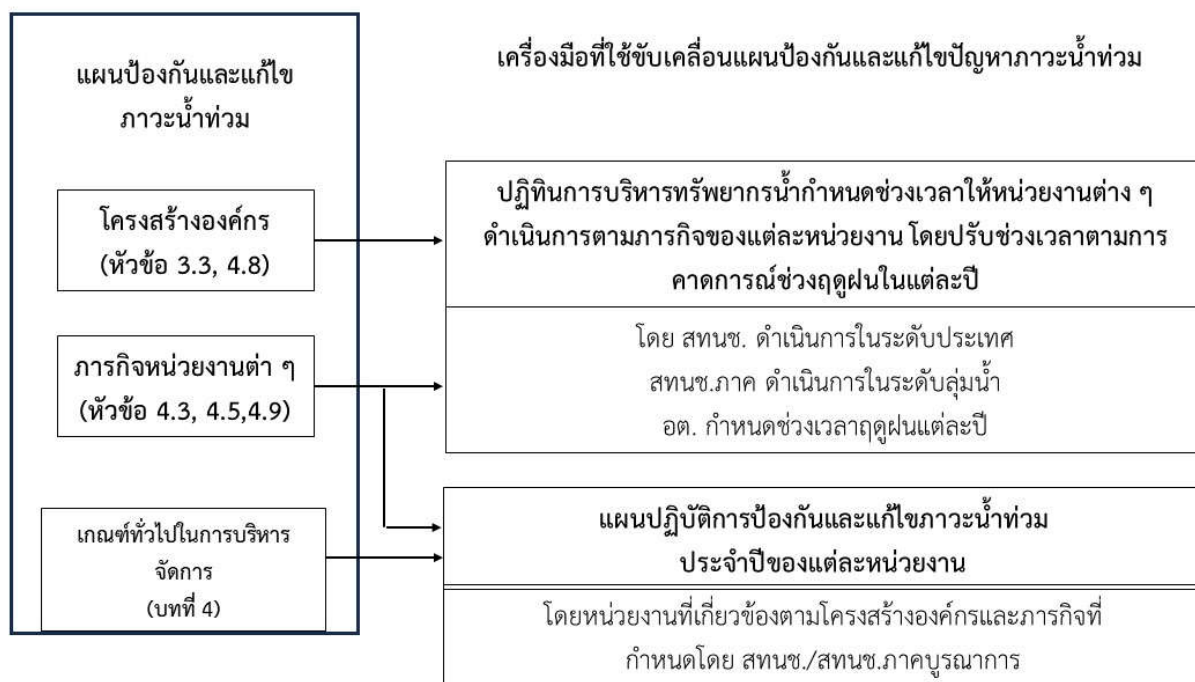 แผนป้องกันและแก้ไข
ภาวะน้ำท่วม
โครงสร้างองค์กร
(หัวข้อ 3.3, 4.8)
ภารกิจหน่วยงานต่า ๆ
(หัวข้อ 4.3, 4.5,4.9)
เกณฑ์ทั่วไปในการบริหาร
จัดการ
(บทที่ 4)
เครื่องมือที่ใช้ขับเคลื่อนแผนป้องกันและแก้ไขปัญหาภาวะน้ำท่วม
ปฏิทินการบริหารทรัพยากรน้ำกำหนดช่วงเวลาให้หน่วยงานต่าง ๆ
ดำเนินการตามภารกิจของแต่ละหน่วยงาน โดยปรับช่วงเวลาตามการ
คาดการณ์ช่วงฤดูฝนในแต่ละปี
โดย สทนช. ดำเนินการในระดับประเทศ
สทนช.ภาค ดำเนินการในระดับลุ่มน้ำ
อต. กำหนดช่วงเวลาฤดูฝนแต่ละปี
แผนปฏิบัติการป้องกันและแก้ไขภาวะน้ำท่วม
ประจำปีของแต่ละหน่วยงาน
โดยหน่วยงานที่เกี่ยวข้องตามโครงสร้างองค์กรและภารกิจที่
กำหนดโดย สทนช./สทนช.ภาคบูรณาการ